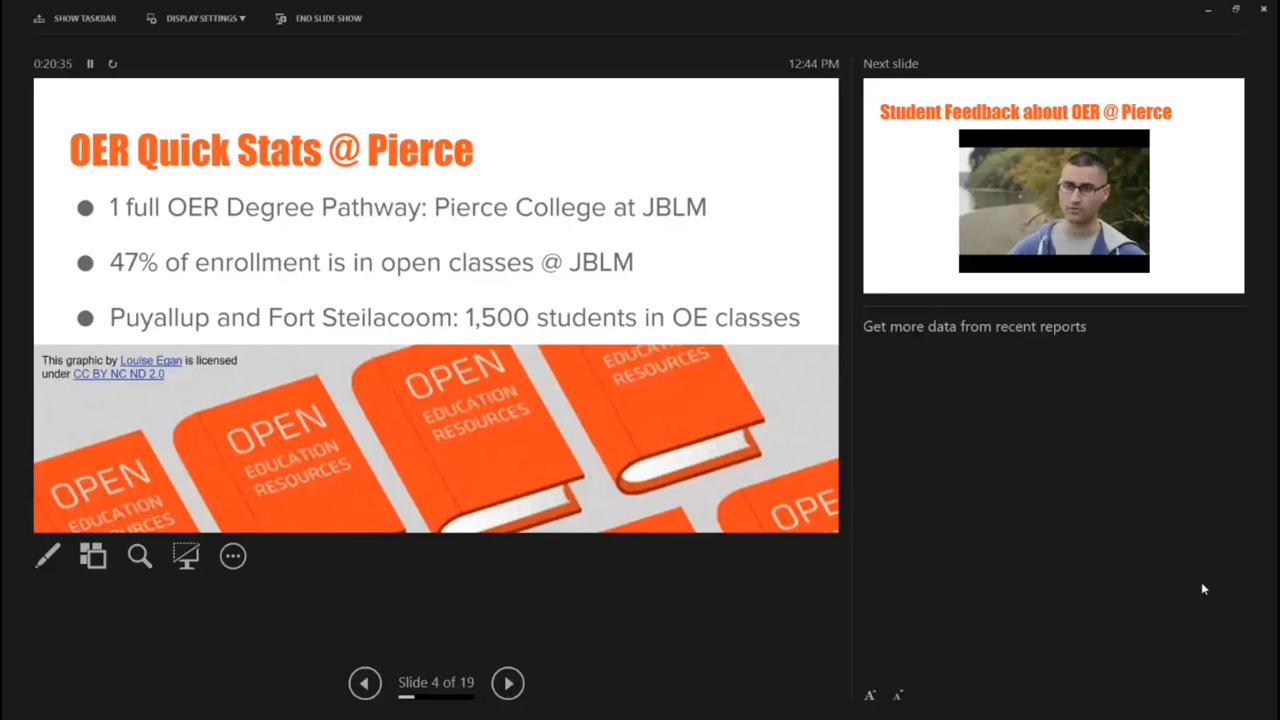 SHOW TASKBAR
DISPLAY SETTINGS ▼
END SLIDE SHOW
0:20:35
12:44 PM
OER Quick Stats @ Pierce
● 1 full OER Degree Pathway: Pierce College at JBLM
● 47% of enrollment is in open classes @ JBLM
● Puyallup and Fort Steilacoom: 1,500 students in OE classes
This graphic by Louise Egan is licensed
under CC BY NC ND 2.0
OPEN
EDUCATION
RESOURCES
OPEN
EDUCATION
RESOURCES
OPEN
EDUCATION
RESOURCES
EDUCATION
RESOURCES
OPE
Slide 4 of 19
Next slide
Student Feedback about OER @ Pierce
Get more data from recent reports
A A